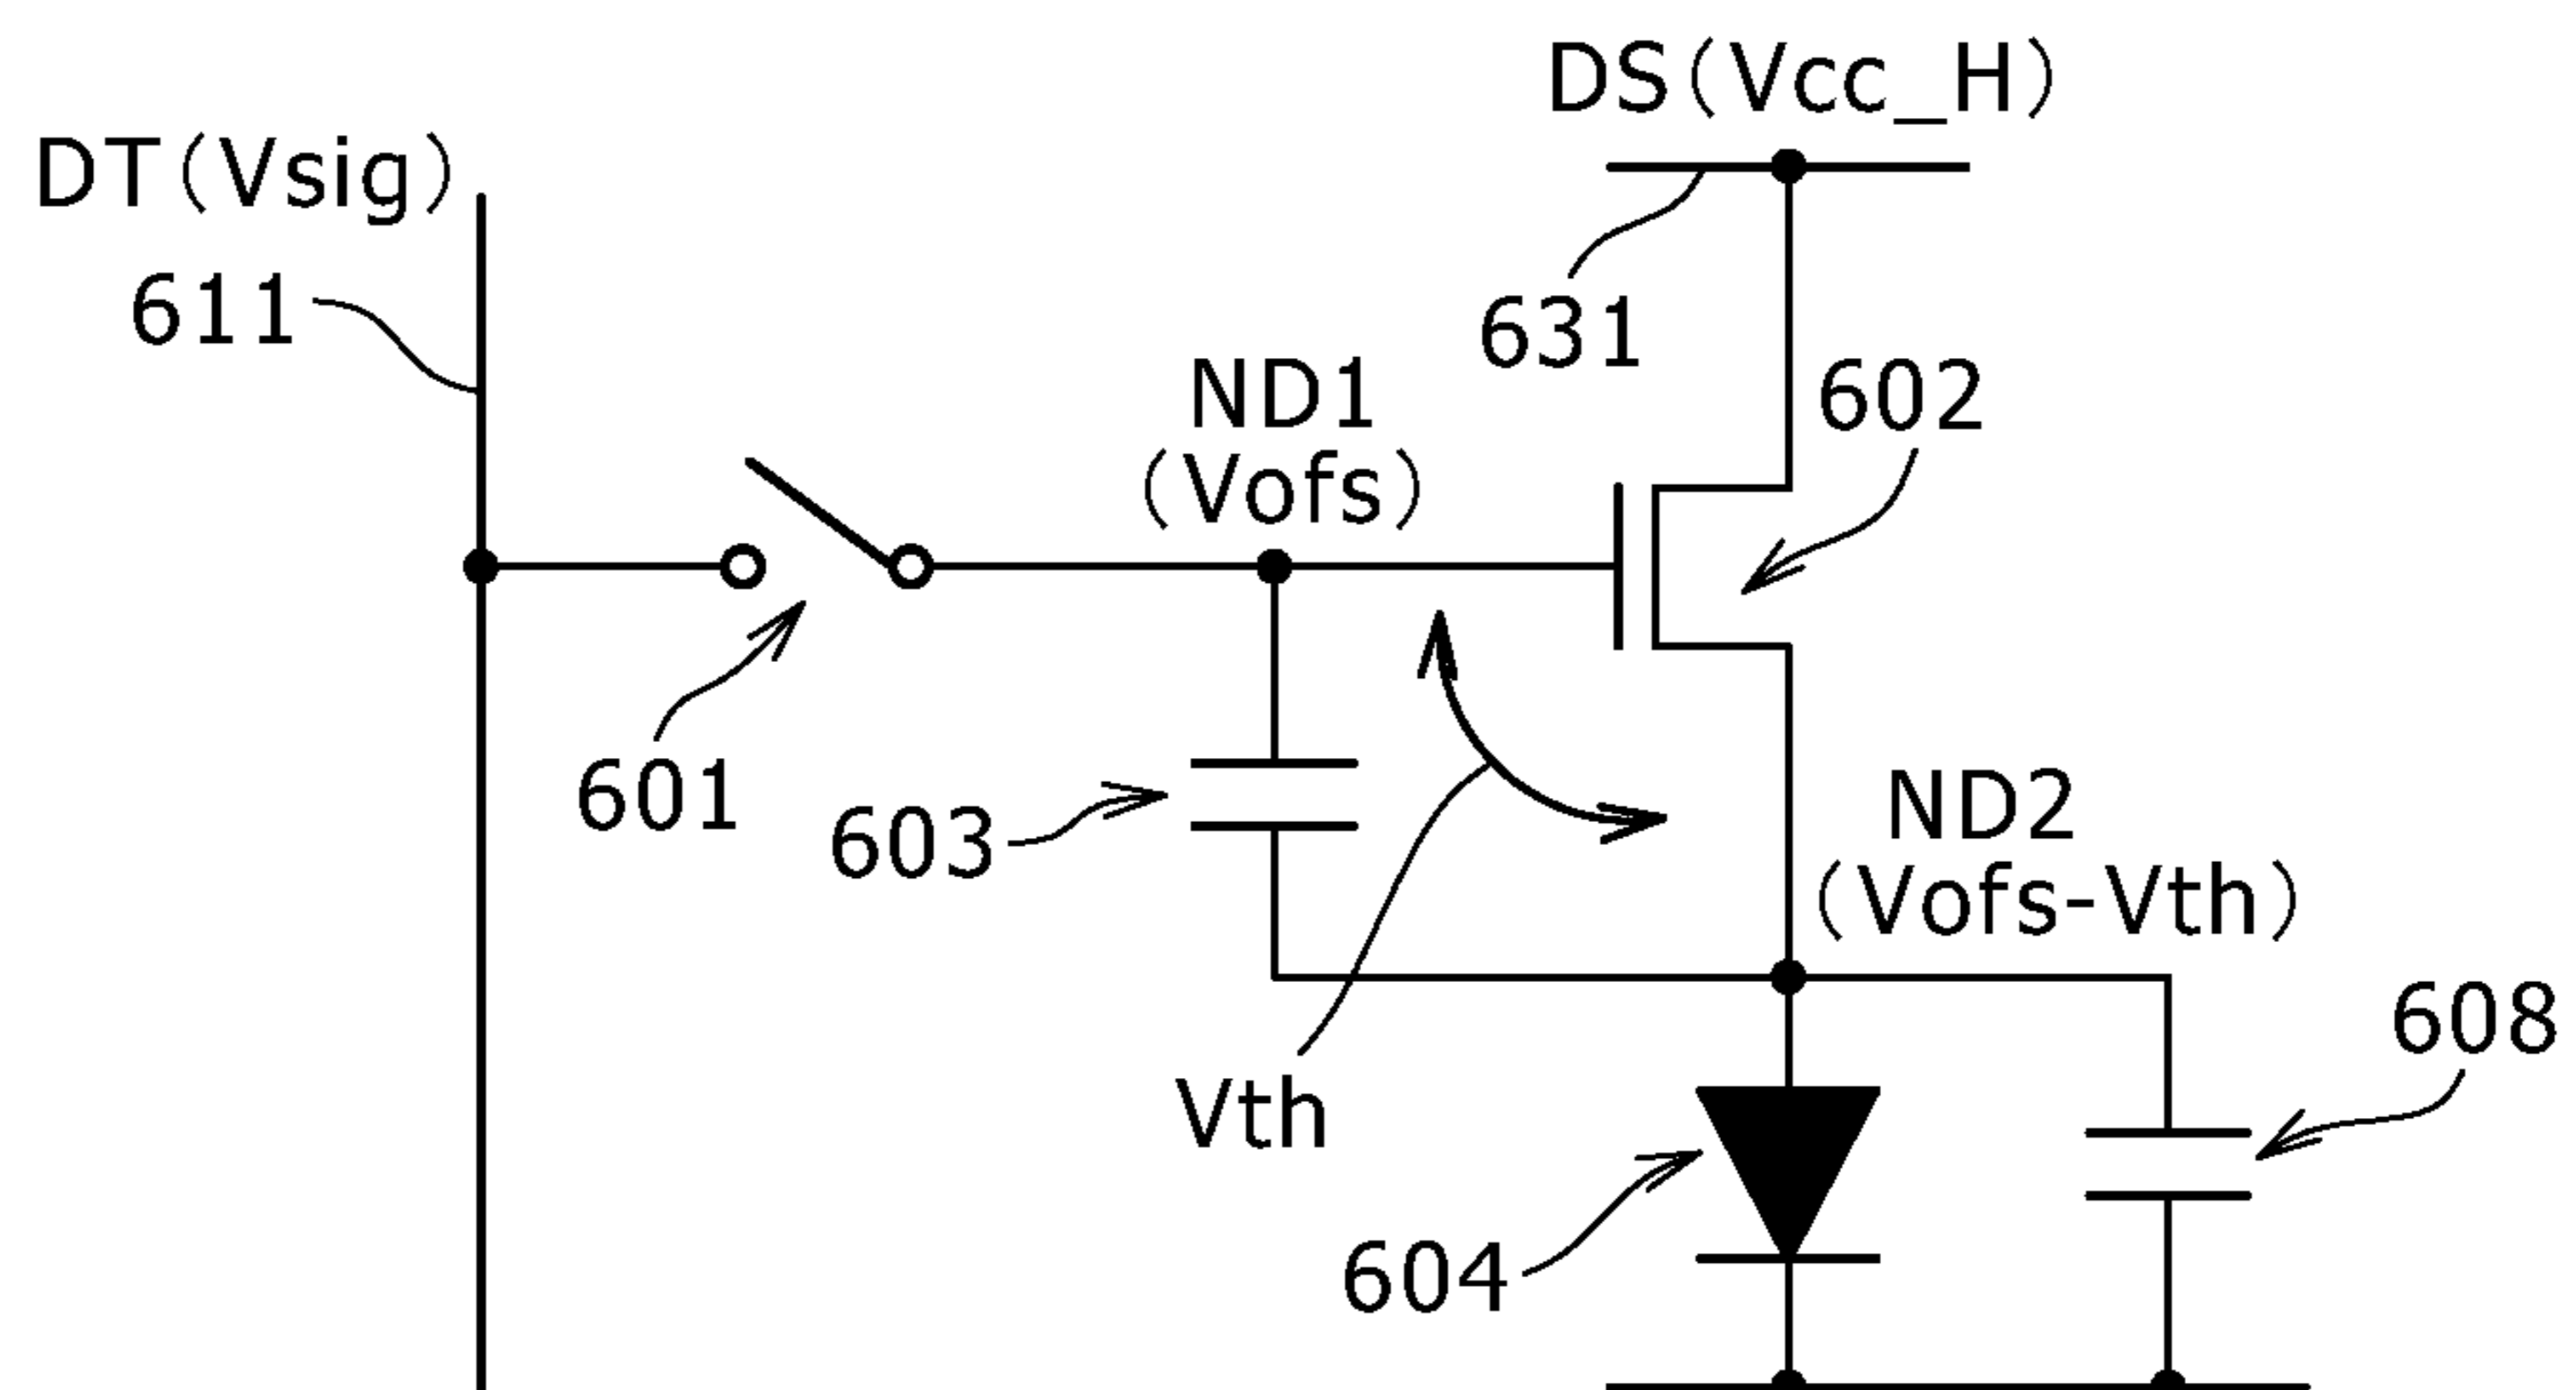 DS(Vcc_H)
DT(Vsig)
611
631
ND1
(Vofs)
602
601
603
ND2
(Vofs-Vth)
608
Vth
604